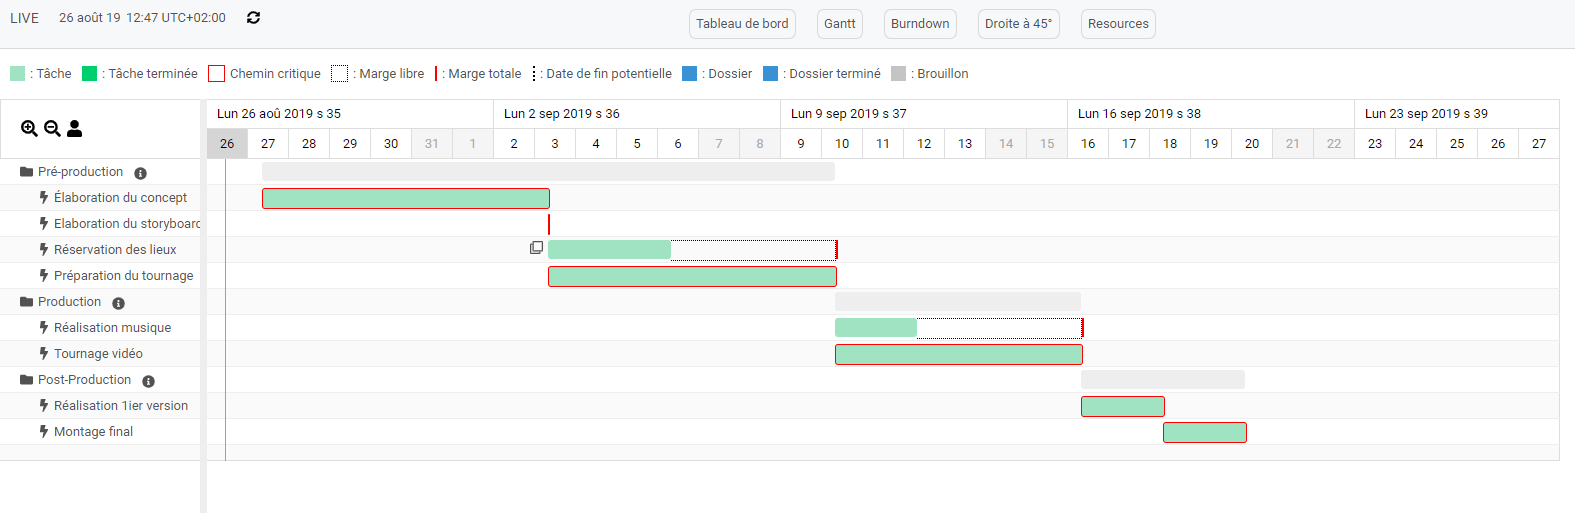 LIVE 26 août 19 12:47 UTC+02:00 Tableau de bord Gantt Burndown Droite à 45° Resources
: Tâche : Tâche terminée Chemin critique : Marge libre : Marge totale : Date de fin potentielle : Dossier : Dossier terminé : Brouillon
Lun 26 aoû 2019 s 35 Lun 2 sep 2019 s 36 Lun 9 sep 2019 s 37 Lun 16 sep 2019 s 38 Lun 23 sep 2019 s 39
26 27 28 29 30 31 1 2 3 4 5 6 7 8 9 10 11 12 13 14 15 16 17 18 19 20 21 22 23 24 25 26 27
Pré-production
Élaboration du concept
Elaboration du storyboard
Réservation des lieux
Préparation du tournage
Production
Réalisation musique
Tournage vidéo
Post-Production
Réalisation 1ier version
Montage final